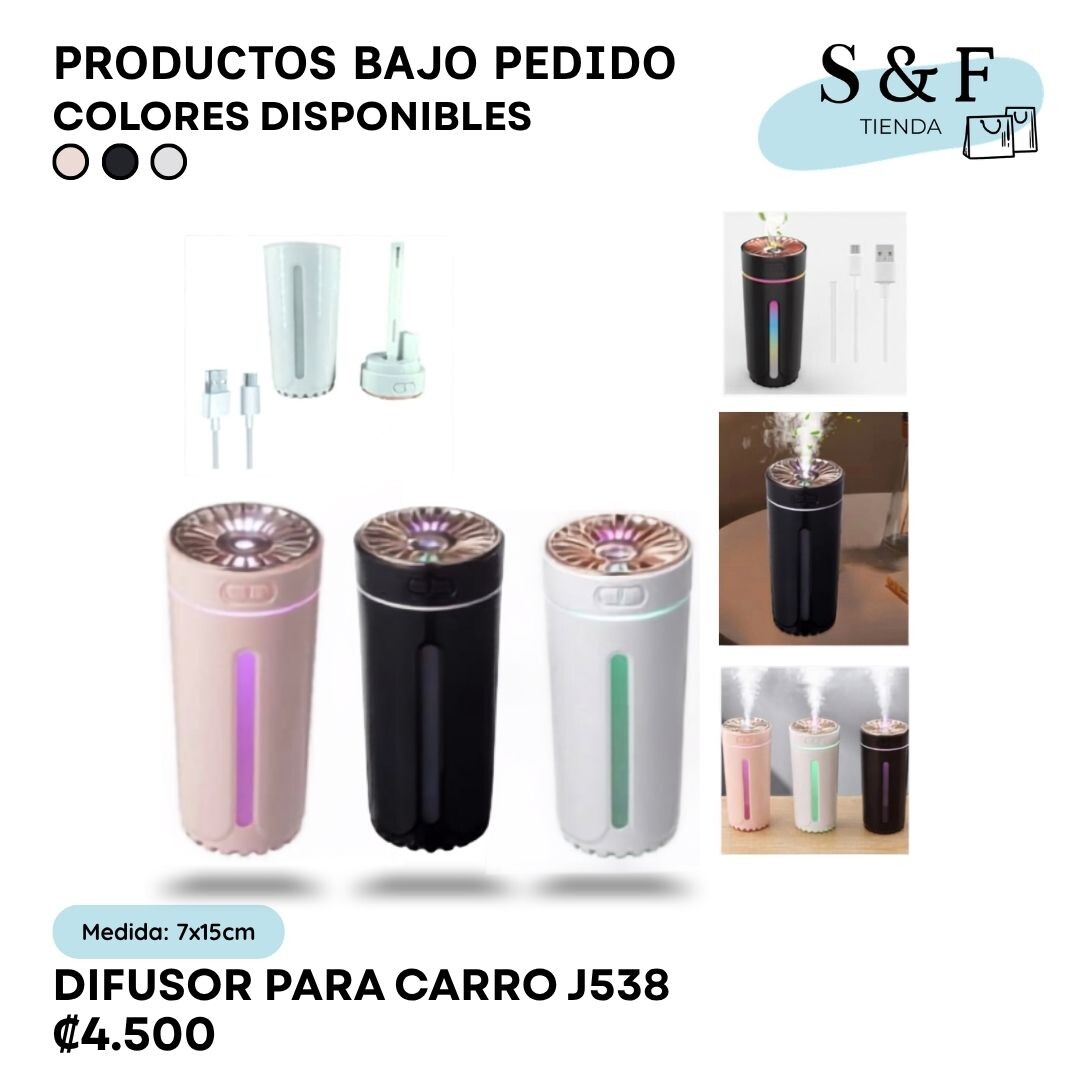 PRODUCTOS BAJO PEDIDO
COLORES DISPONIBLES
S & F
TIENDA
Medida: 7x15cm
DIFUSOR PARA CARRO J538
₡4.500